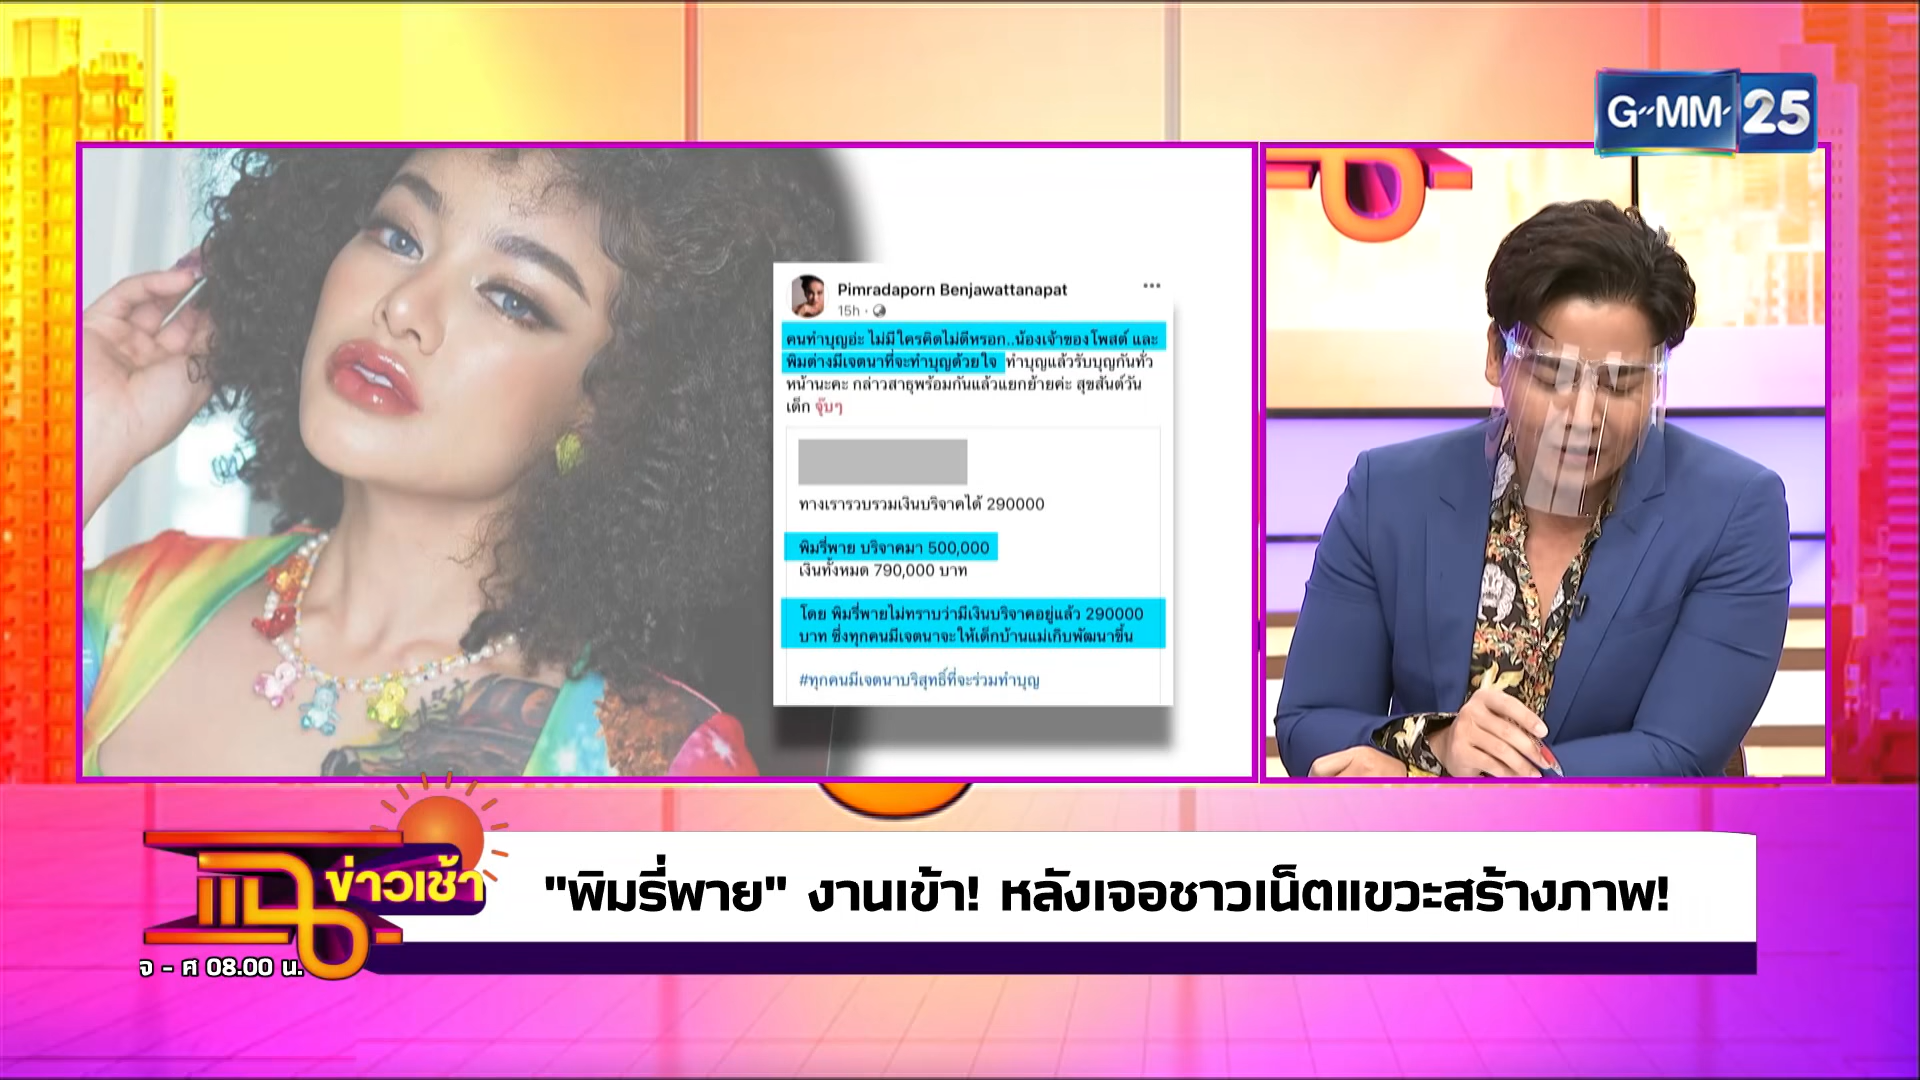 G-MM- 25
Pimradaporn Benjawattanapat
15h ·
คนทำบุญอ่ะ ไม่มีใครคิดไม่ดีหรอก..น้องเจ้าของโพสต์ และ
พิมต่างมีเจตนาที่จะทำบุญด้วยใจ ทำบุญแล้วรับบุญกันทั่ว
หน้านะคะ กล่าวสาธุพร้อมกันแล้วแยกย้ายค่ะ สุขสันต์วัน
เด็ก จุ๊บๆ
ทางเรารวบรวมเงินบริจาคได้ 290000
พิมรี่พาย บริจาคมา 500,000
เงินทั้งหมด 790,000 บาท
โดย พิมรี่พายไม่ทราบว่ามีเงินบริจาคอยู่แล้ว 290000
บาท ซึ่งทุกคนมีเจตนาจะให้เด็กบ้านแม่เกิบพัฒนาขึ้น
#ทุกคนมีเจตนาบริสุทธิ์ที่จะร่วมทำบุญ
แฉ ข่าวเช้า
"พิมรี่พาย" งานเข้า! หลังเจอชาวเน็ตแขวะสร้างภาพ!
จ - ศ 08.00 น.